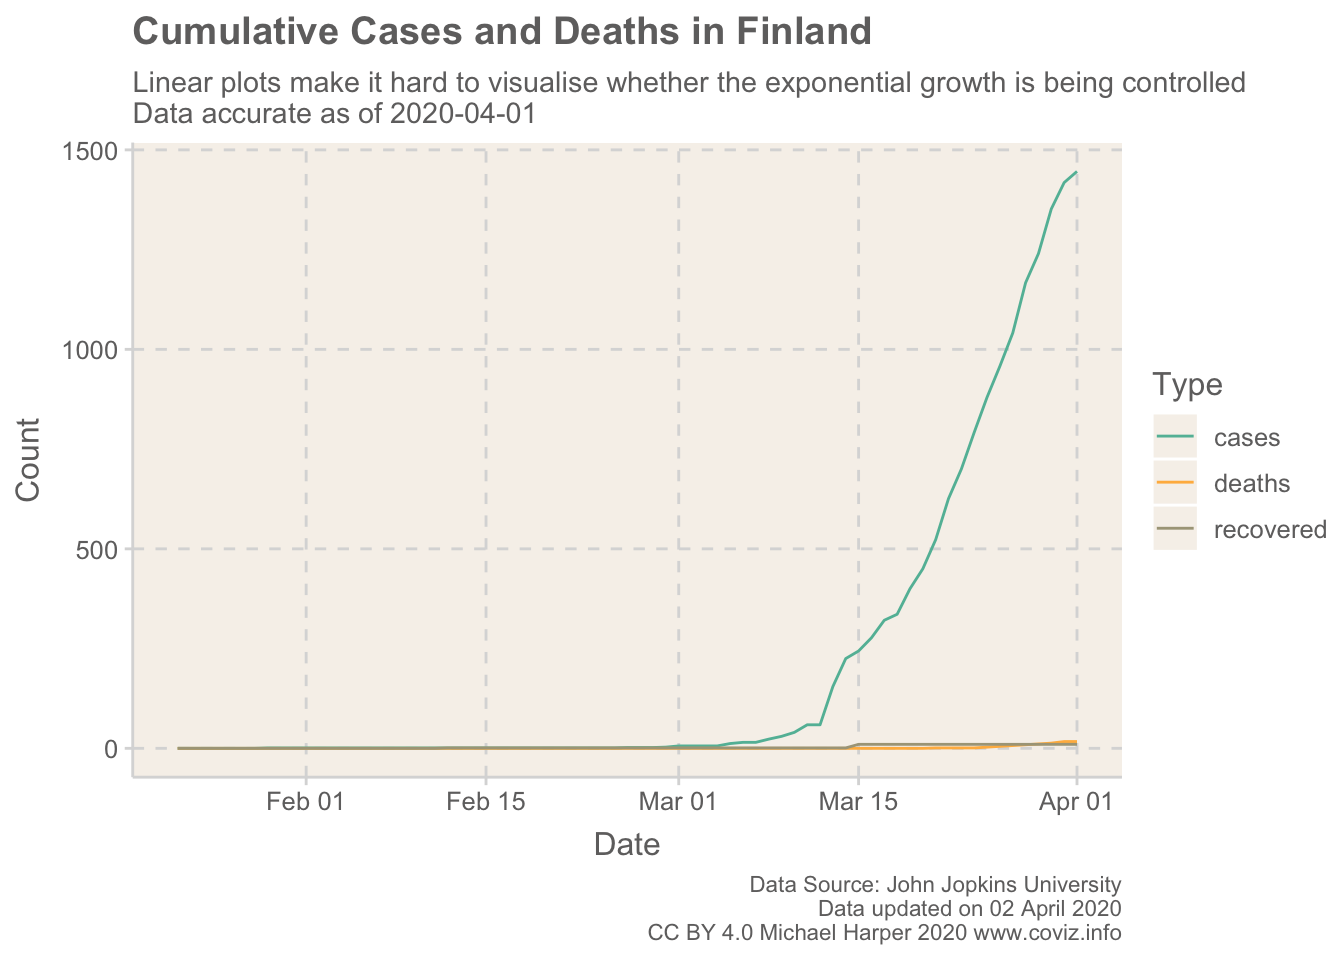 Cumulative Cases and Deaths in Finland
Linear plots make it hard to visualise whether the exponential growth is being controlled
Data accurate as of 2020-04-01
1500
1000
500
0
Count
Feb 01 Feb 15 Mar 01 Mar 15 Apr 01
Date
Type
cases
deaths
recovered
Data Source: John Jopkins University
Data updated on 02 April 2020
CC BY 4.0 Michael Harper 2020 www.coviz.info